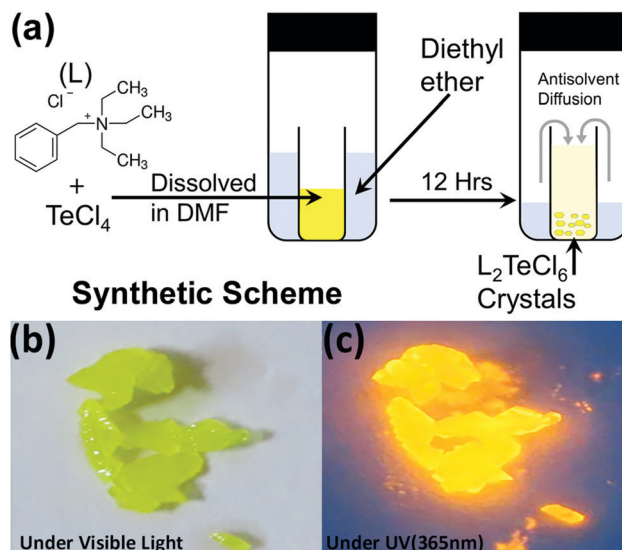 (a)
(L)
Cl⁻
CH₃
N⁺
CH₃
CH₃
+
TeCl₄
Dissolved
in DMF
Diethyl
ether
12 Hrs
Antisolvent
Diffusion
L₂TeCl₆
Crystals
Synthetic Scheme
(b)
Under Visible Light
(c)
Under UV(365nm)